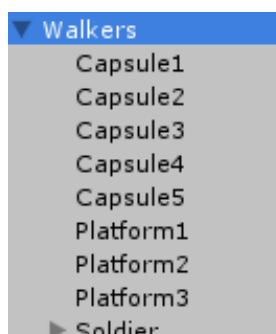 Walkers
Capsule1
Capsule2
Capsule3
Capsule4
Capsule5
Platform1
Platform2
Platform3
Soldier